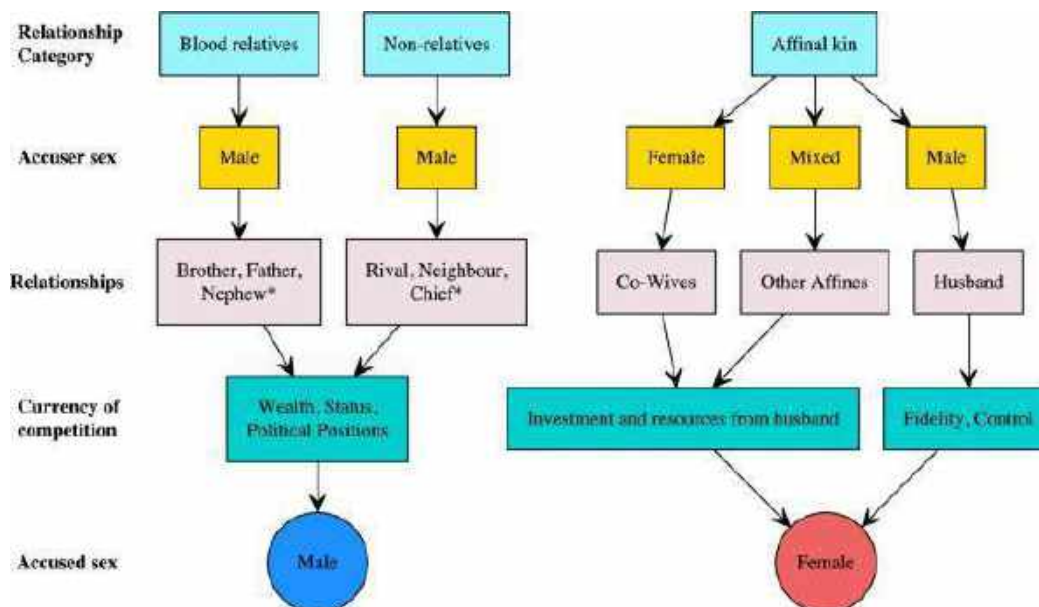 Relationship
Category
Blood relatives
Non-relatives
Affinal kin
Accuser sex
Male
Male
Female
Mixed
Male
Relationships
Brother, Father,
Nephew*
Rival, Neighbour,
Chief*
Co-Wives
Other Affines
Husband
Currency of
competition
Wealth, Status,
Political Positions
Investment and resources from husband
Fidelity, Control
Accused sex
Male
Female